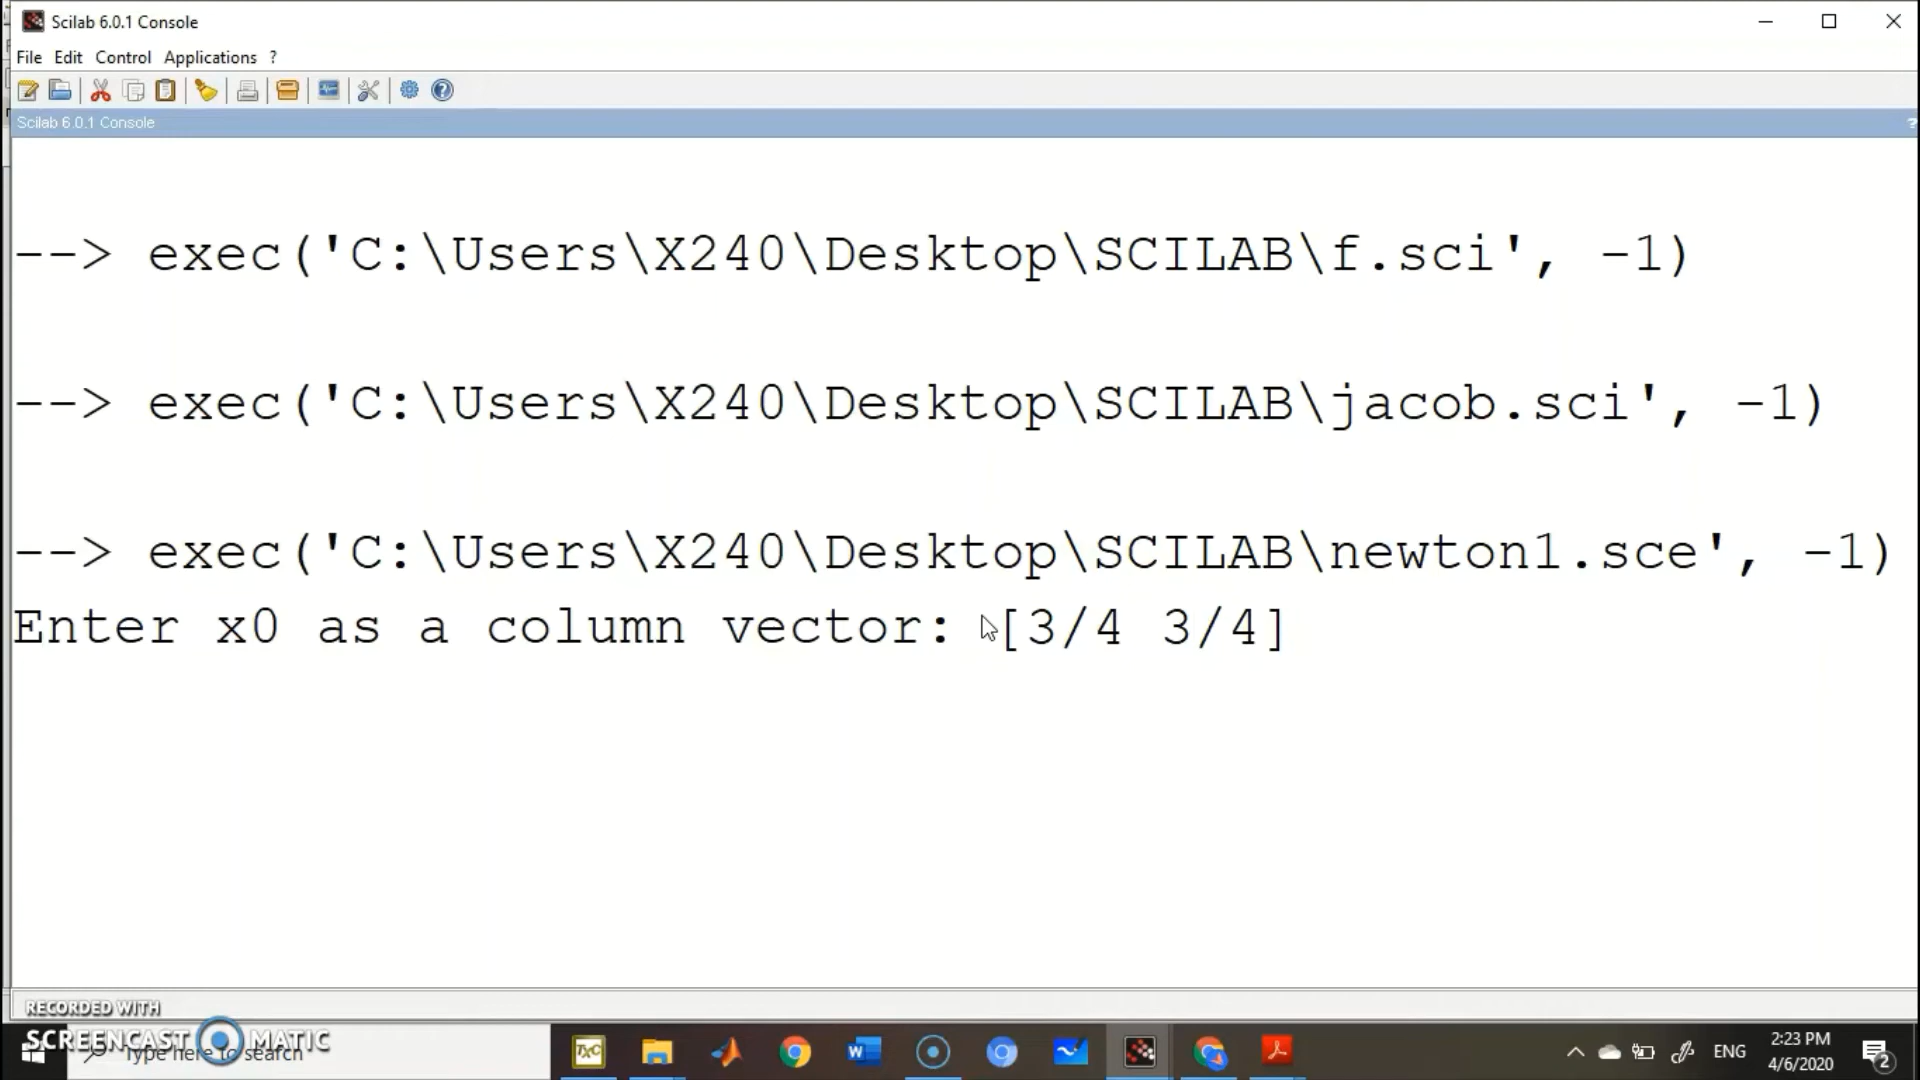 Scilab 6.0.1 Console
File Edit Control Applications ?
Scilab 6.0.1 Console ?
--> exec('C:\Users\X240\Desktop\SCILAB\f.sci', -1)
--> exec('C:\Users\X240\Desktop\SCILAB\jacob.sci', -1)
--> exec('C:\Users\X240\Desktop\SCILAB\newton1.sce', -1)
Enter x0 as a column vector: [3/4 3/4]
RECORDED WITH
SCREENCAST MATIC
Type here to search
TXC
ENG
2:23 PM
4/6/2020
2